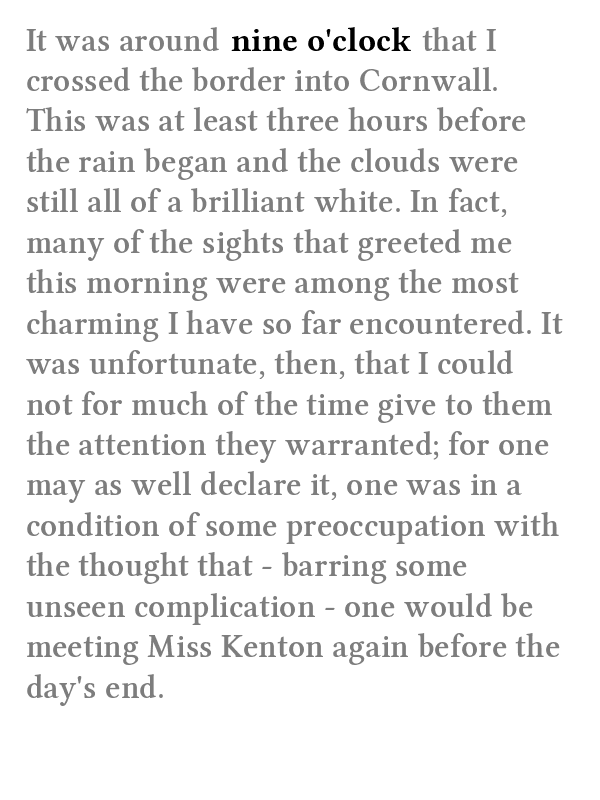 It was around nine o'clock that I
crossed the border into Cornwall.
This was at least three hours before
the rain began and the clouds were
still all of a brilliant white. In fact,
many of the sights that greeted me
this morning were among the most
charming I have so far encountered. It
was unfortunate, then, that I could
not for much of the time give to them
the attention they warranted; for one
may as well declare it, one was in a
condition of some preoccupation with
the thought that - barring some
unseen complication - one would be
meeting Miss Kenton again before the
day's end.